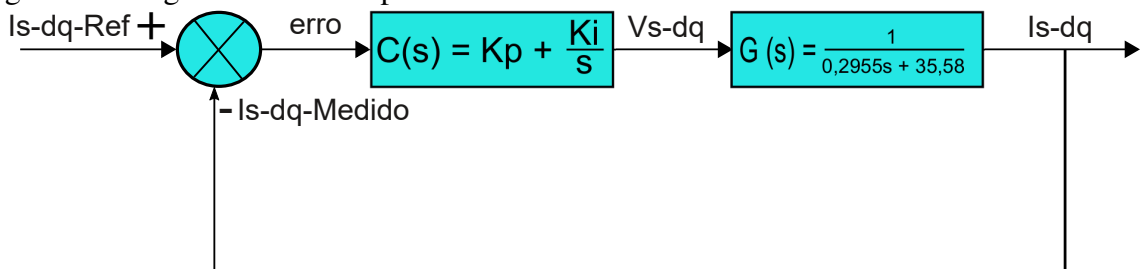 Is-dq-Ref + erro C(s) = Kp + Ki/s Vs-dq G (s) = 1/(0,2955s + 35,58) Is-dq
- Is-dq-Medido